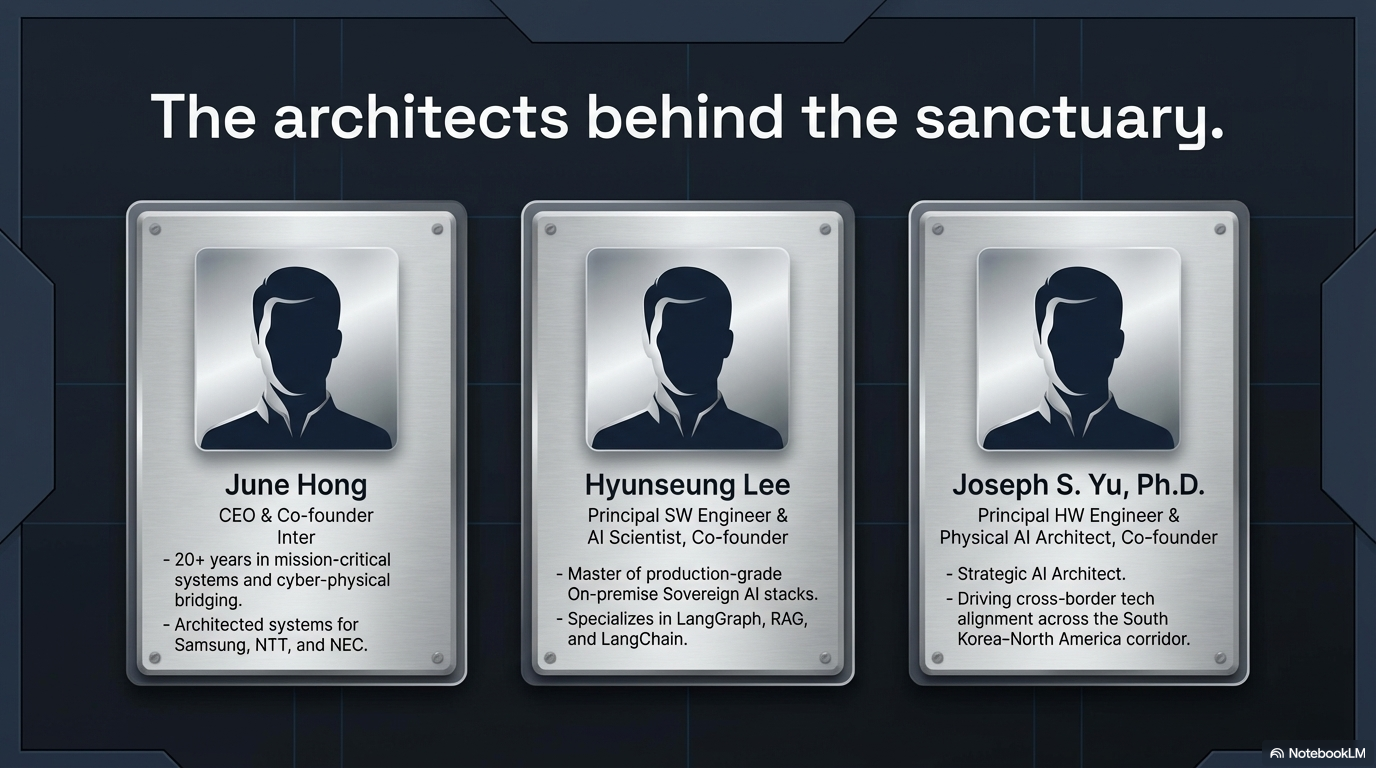 The architects behind the sanctuary.
June Hong
CEO & Co-founder
Inter
- 20+ years in mission-critical
systems and cyber-physical
bridging.
- Architected systems for
Samsung, NTT, and NEC.
Hyunseung Lee
Principal SW Engineer &
AI Scientist, Co-founder
- Master of production-grade
On-premise Sovereign AI stacks.
- Specializes in LangGraph, RAG,
and LangChain.
Joseph S. Yu, Ph.D.
Principal HW Engineer &
Physical AI Architect, Co-founder
- Strategic AI Architect.
- Driving cross-border tech
alignment across the South
Korea–North America corridor.
NotebookLM